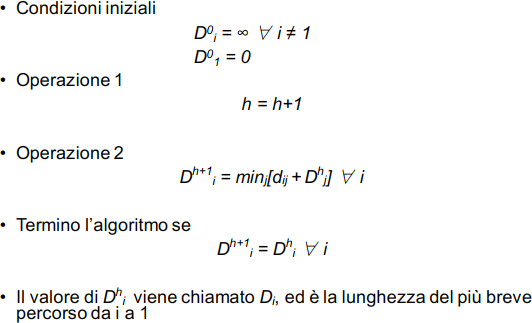 • Condizioni iniziali
D⁰ᵢ = ∞ ∀ i ≠ 1
D⁰₁ = 0
• Operazione 1
h = h+1
• Operazione 2
Dʰ⁺¹ᵢ = minⱼ[dᵢⱼ + Dʰⱼ] ∀ i
• Termino l'algoritmo se
Dʰ⁺¹ᵢ = Dʰᵢ ∀ i
• Il valore di Dʰᵢ viene chiamato Dᵢ, ed è la lunghezza del più breve
percorso da i a 1